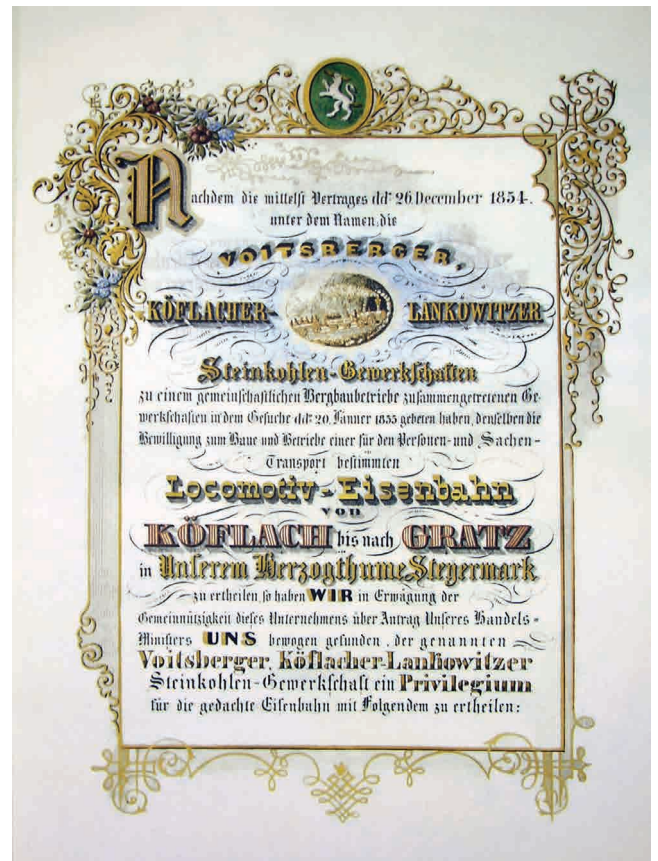 Nachdem die mittelst Vertrages ddt̲o̲ 26 December 1854.
unter dem Namen, die
VOITSBERGER,
KÖFLACHER- LANKOWITZER
Steinkohlen-Gewerkschaften
zu einem gemeinschaftlichen Bergbaubetriebe zusammengetretenen Ge-
werkschaften in dem Gesuche ddto 20. Jänner 1855 gebeten haben, denselben die
Bewilligung zum Baue und Betriebe einer für den Personen- und Sachen-
Transport bestimmten
Locomotiv-Eisenbahn
von
KÖFLACH bis nach GRATZ
in Unserem Herzogthume Steyermark
zu ertheilen so haben WIR in Erwägung der
Gemeinnützigkeit dieses Unternehmens über Antrag Unseres Handels-
Ministers UNS bewogen gefunden, der genannten
Voitsberger, Köflacher-Lankowitzer
Steinkohlen-Gewerkschaft ein Privilegium
für die gedachte Eisenbahn mit Folgendem zu ertheilen: